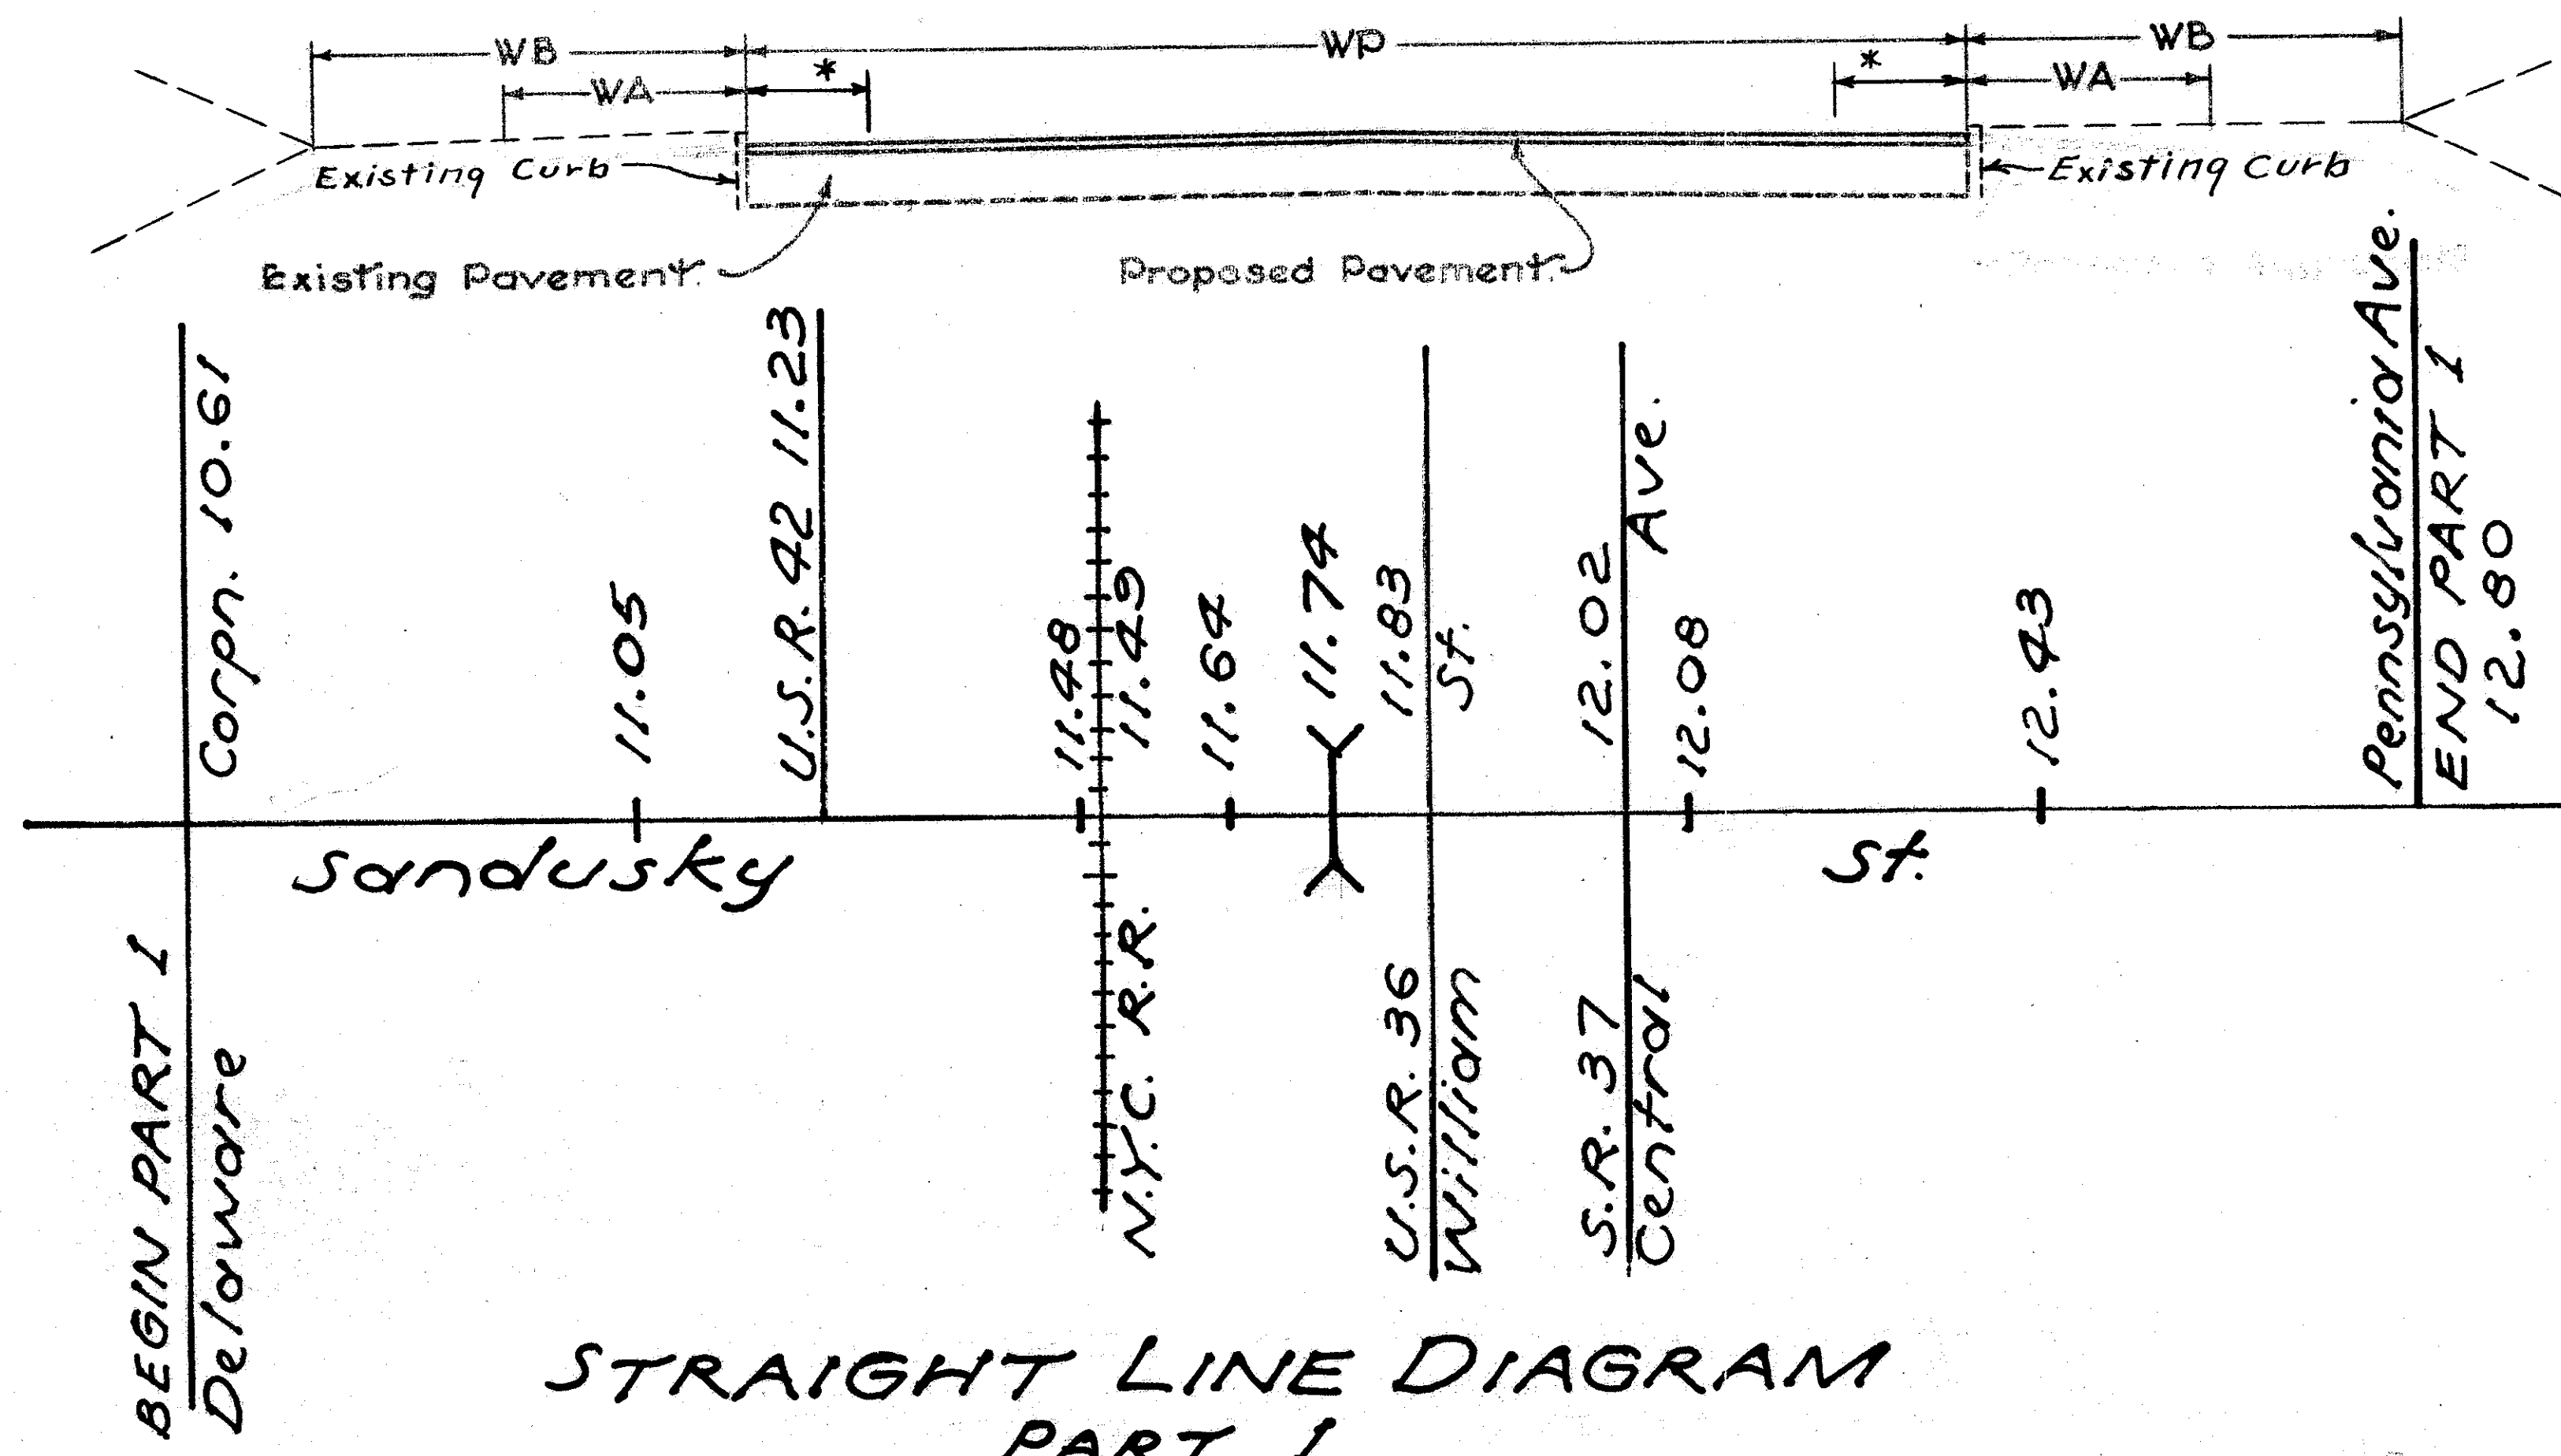 WB WP WB
WA * * WA
Existing Curb Existing Curb
Existing Pavement. Proposed Pavement.
Corpn. 10.61
11.05
U.S.R. 42 11.23
11.48
11.49
11.64
11.74
11.83
St.
12.02
Ave.
12.08
12.43
Pennsylvania Ave.
END PART 1
12.80
Sandusky St.
BEGIN PART 1
Delaware
N.Y.C. R.R.
U.S.R. 36
William
S.R. 37
Central
STRAIGHT LINE DIAGRAM
PART 1